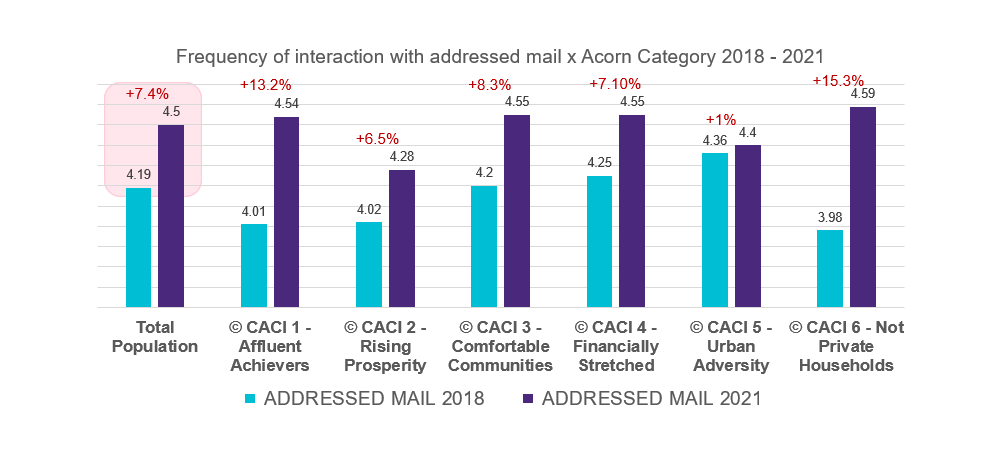 Frequency of interaction with addressed mail x Acorn Category 2018 - 2021
+7.4%
4.19
4.5
+13.2%
4.01
4.54
+6.5%
4.02
4.28
+8.3%
4.2
4.55
+7.10%
4.25
4.55
+1%
4.36
4.4
+15.3%
3.98
4.59
Total
Population
© CACI 1 -
Affluent
Achievers
© CACI 2 -
Rising
Prosperity
© CACI 3 -
Comfortable
Communities
© CACI 4 -
Financially
Stretched
© CACI 5 -
Urban
Adversity
© CACI 6 - Not
Private
Households
ADDRESSED MAIL 2018
ADDRESSED MAIL 2021